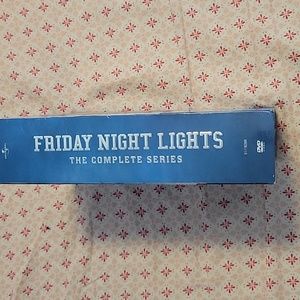 FRIDAY NIGHT LIGHTS
THE COMPLETE SERIES
DVD